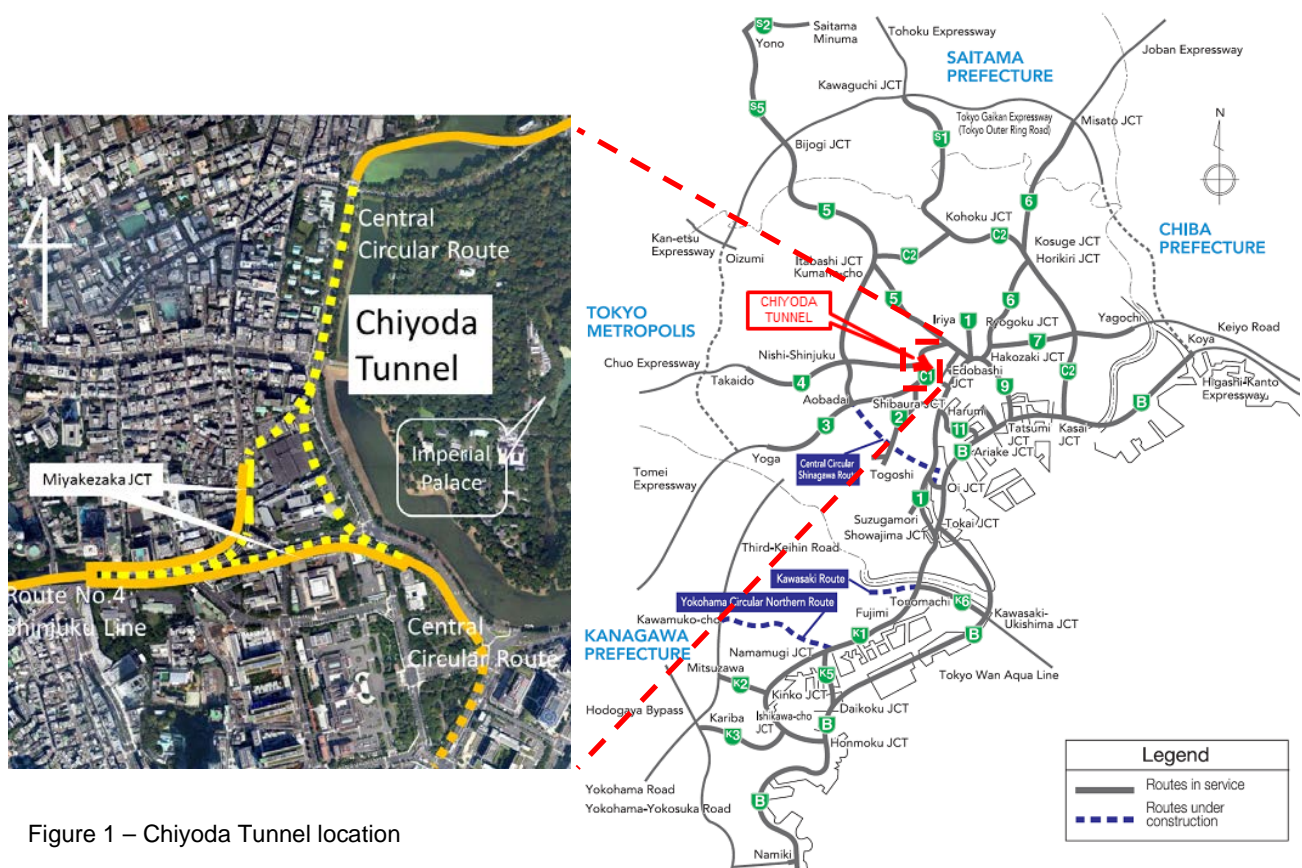 N
Central
Circular Route
Chiyoda
Tunnel
Imperial
Palace
Miyakezaka JCT
Route No.4
Shinjuku Line
Central
Circular Route
S2
Saitama
Minuma
Yono
Tohoku Expressway
SAITAMA
PREFECTURE
Joban Expressway
Kawaguchi JCT
S5
Tokyo Gaikan Expressway
(Tokyo Outer Ring Road)
Misato JCT
N
S1
Bijogi JCT
5
6
Kohoku JCT
C2
Kan-etsu
Expressway
Oizumi
C2
Kosuge JCT
Horikiri JCT
CHIBA
PREFECTURE
Itabashi JCT
Kumano-cho
5
6
CHIYODA
TUNNEL
TOKYO
METROPOLIS
Iriya
1
Ryogoku JCT
7
Yagochi
Keiyo Road
Koya
Chuo Expressway
Nishi-Shinjuku
Hakozaki JCT
Takaido
4
C1
Edobashi
JCT
9
C2
Higashi-Kanto
Expressway
Aobadai
Shibaura JCT
Harumi
B
3
2
11
Tatsumi
JCT
Kasai
JCT
Yoga
Central Circular
Shinagawa Route
Togoshi
B
Ariake JCT
Tomei
Expressway
Oi JCT
1
Suzugamori
Tokai JCT
Showajima JCT
Third-Keihin Road
Kawasaki Route
Yokohama Circular Northern Route
Fujimi
Tonomachi
K6
Kawasaki-
Ukishima JCT
Kawamuko-cho
KANAGAWA
PREFECTURE
K1
B
Namamugi JCT
Mitsuzawa
K2
K5
Tokyo Wan Aqua Line
Kinko JCT
Daikoku JCT
Hodogaya Bypass
Kariba
Ishikawa-cho
JCT
B
K3
Honmoku JCT
Yokohama Road
Yokohama-Yokosuka Road
B
Namiki
Legend
Routes in service
Routes under
construction
Figure 1 – Chiyoda Tunnel location